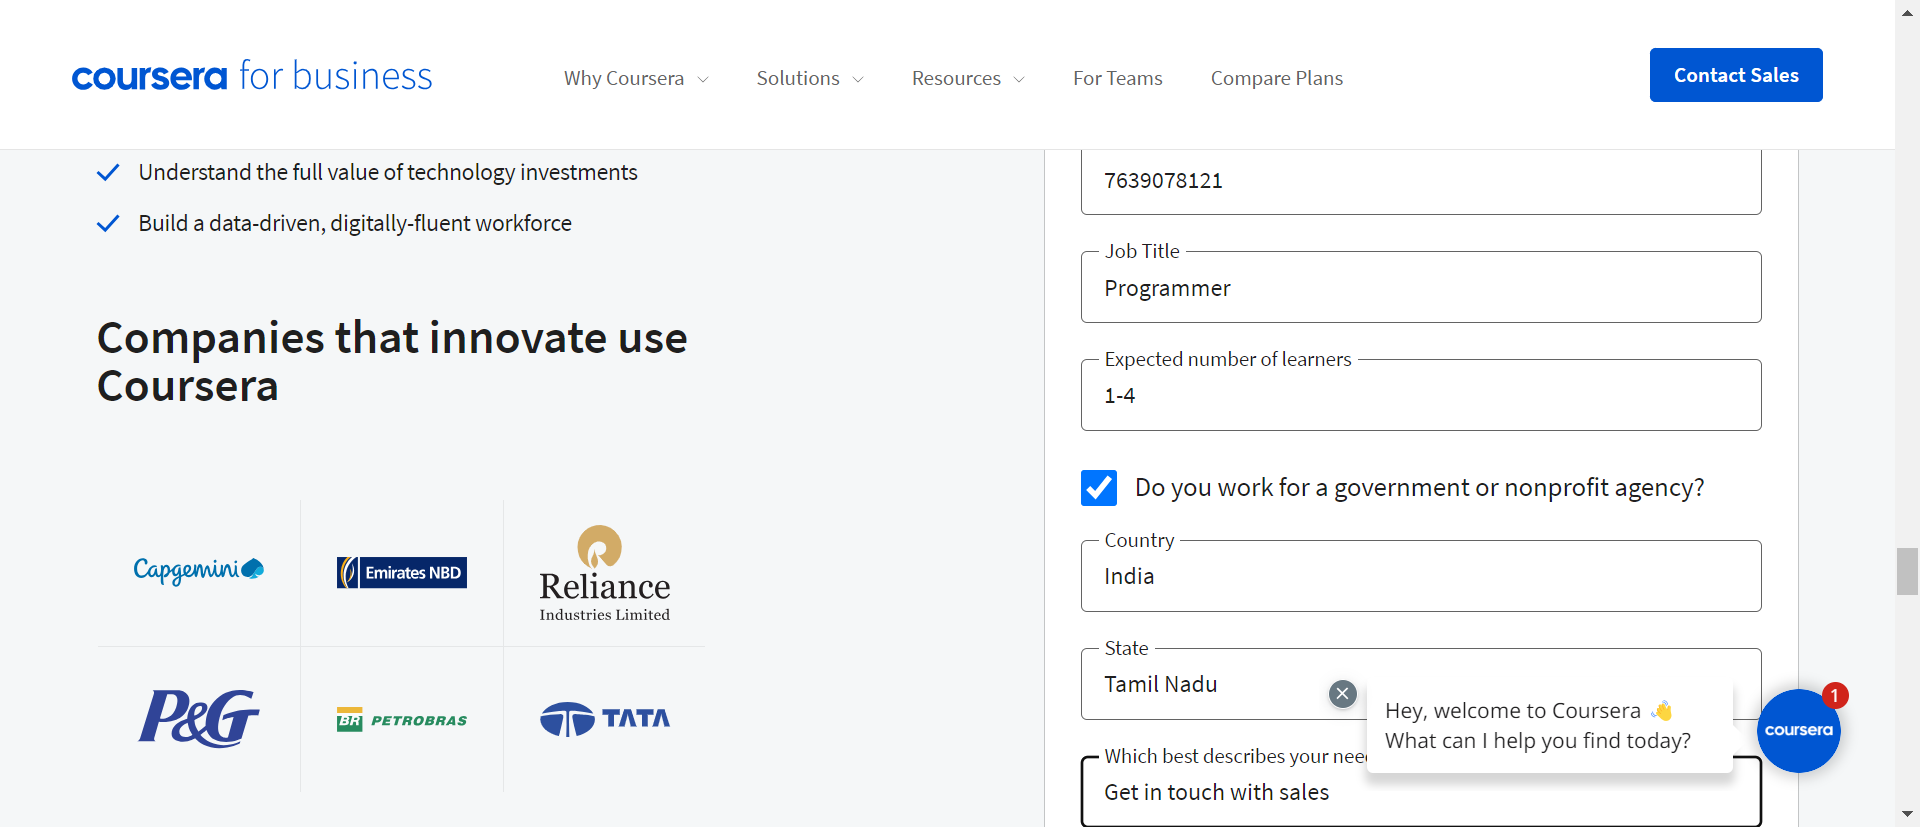 coursera for business
Why Coursera
Solutions
Resources
For Teams
Compare Plans
Contact Sales
Understand the full value of technology investments
Build a data-driven, digitally-fluent workforce
Companies that innovate use
Coursera
Capgemini
Emirates NBD
Reliance
Industries Limited
P&G
BR PETROBRAS
TATA
7639078121
Job Title
Programmer
Expected number of learners
1-4
Do you work for a government or nonprofit agency?
Country
India
State
Tamil Nadu
Which best describes your
Get in touch with sales
Hey, welcome to Coursera 👋
What can I help you find today?
coursera
1